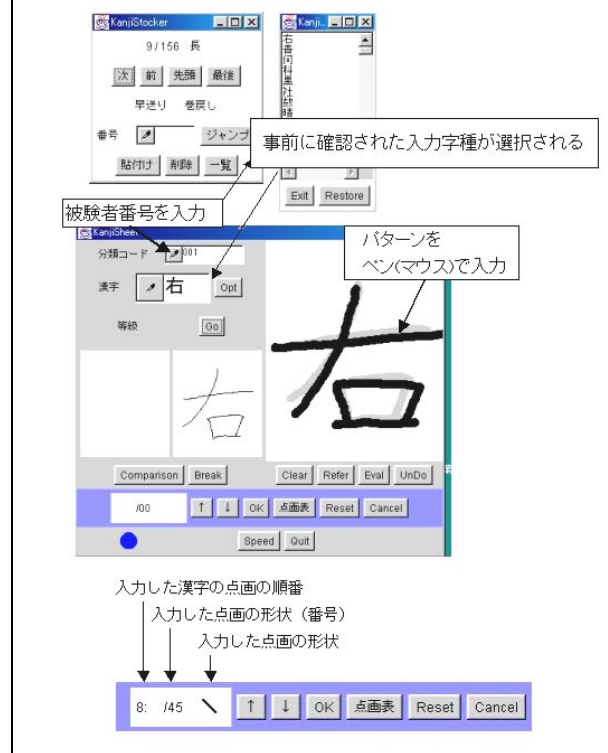 KanjiStocker
9/156 長
次 前 先頭 最後
早送り 巻戻し
番号 ジャンプ
貼付け 削除 一覧
Kanji...
右
青
何
科
黒
社
数
晴
Exit Restore
事前に確認された入力字種が選択される
被験者番号を入力
KanjiSheet
分類コード 001
漢字 右 Opt
等級 Go
パターンを
ペン(マウス)で入力
右
右
Comparison Break Clear Refer Eval UnDo
/00 ↑ ↓ OK 点画表 Reset Cancel
Speed Quit
入力した漢字の点画の順番
入力した点画の形状（番号）
入力した点画の形状
8: /45 ↑ ↓ OK 点画表 Reset Cancel